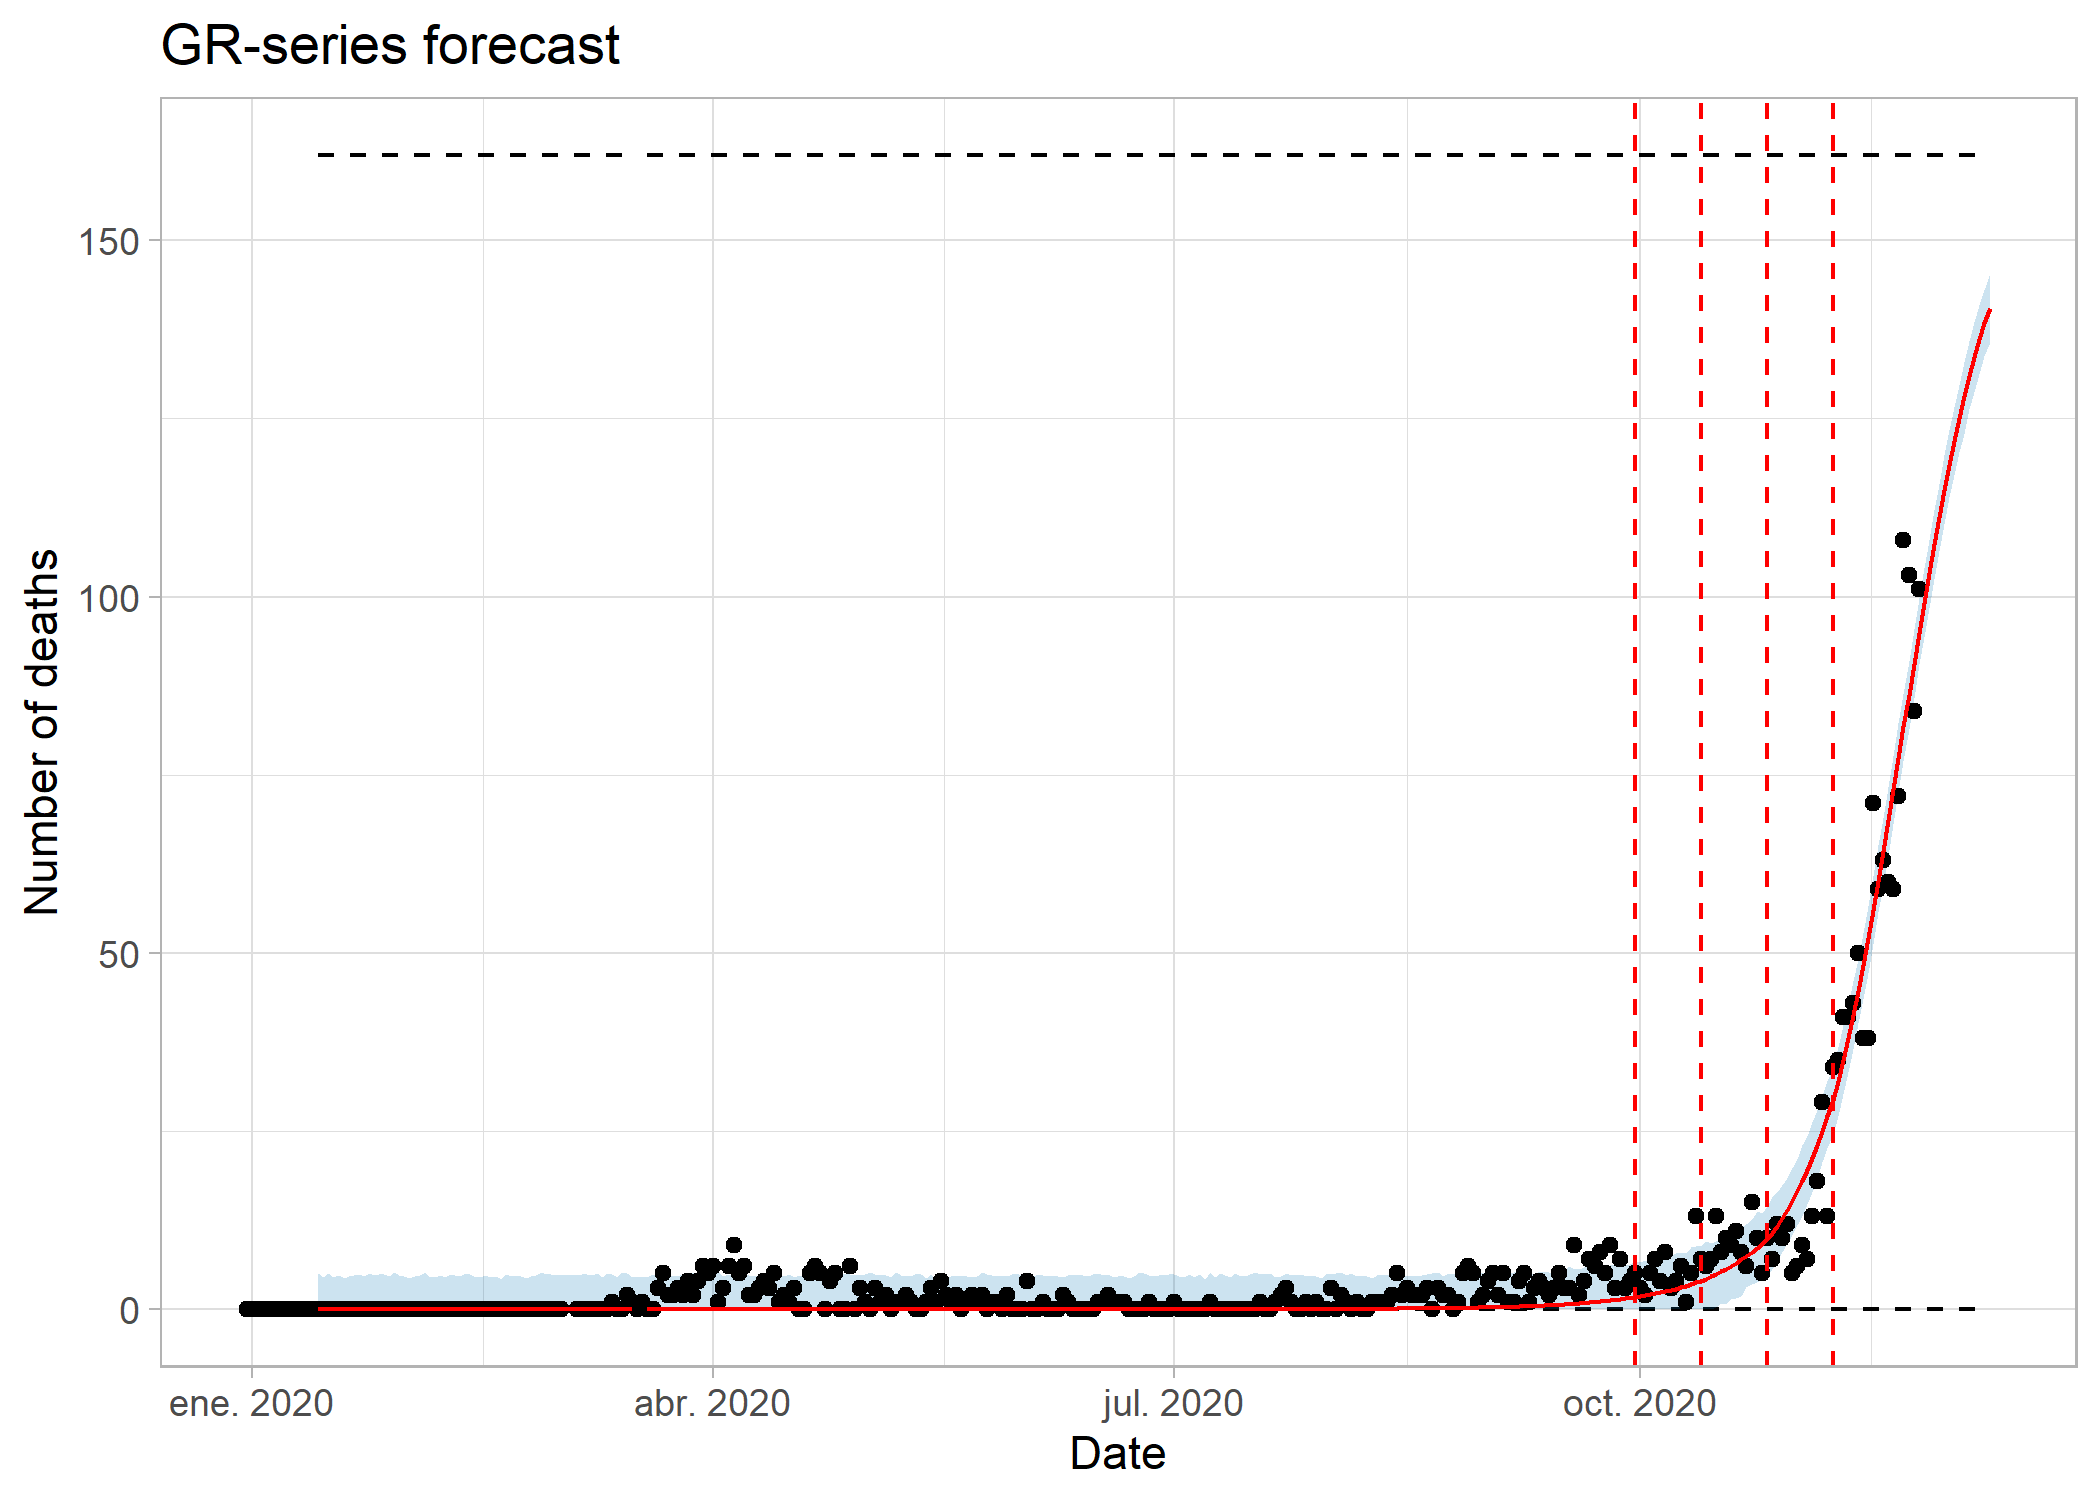 GR-series forecast
150
100
50
0
Number of deaths
ene. 2020 abr. 2020 jul. 2020 oct. 2020
Date